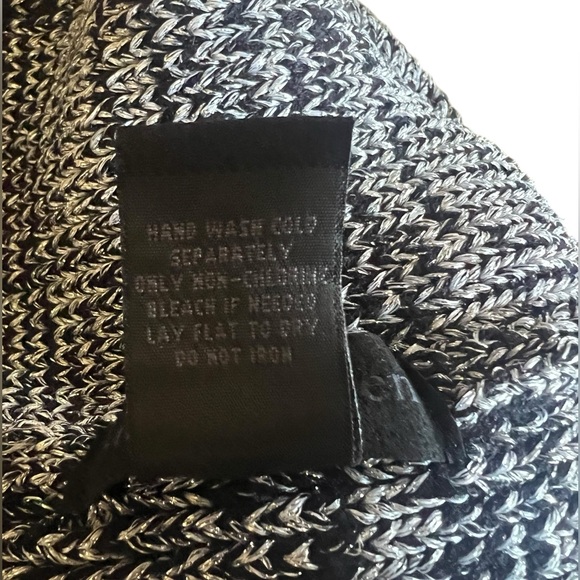 HAND WASH COLD
SEPARATELY
ONLY NON-CHLORINE
BLEACH IF NEEDED
LAY FLAT TO DRY
DO NOT IRON